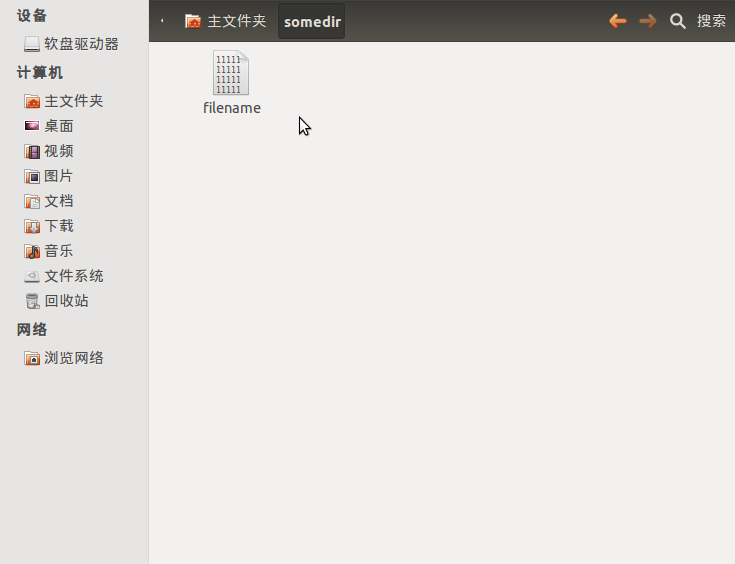 设备
软盘驱动器
计算机
主文件夹
桌面
视频
图片
文档
下载
音乐
文件系统
回收站
网络
浏览网络
主文件夹 somedir 搜索
11111
11111
11111
11111
filename